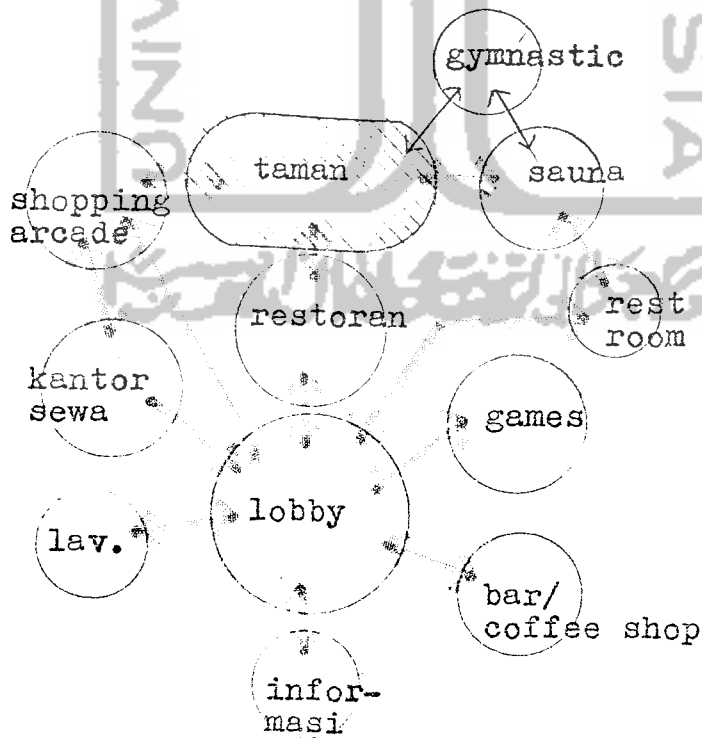 gymnastic
taman
sauna
shopping
arcade
restoran
rest
room
kantor
sewa
games
lobby
lav.
bar/
coffee shop
infor-
masi